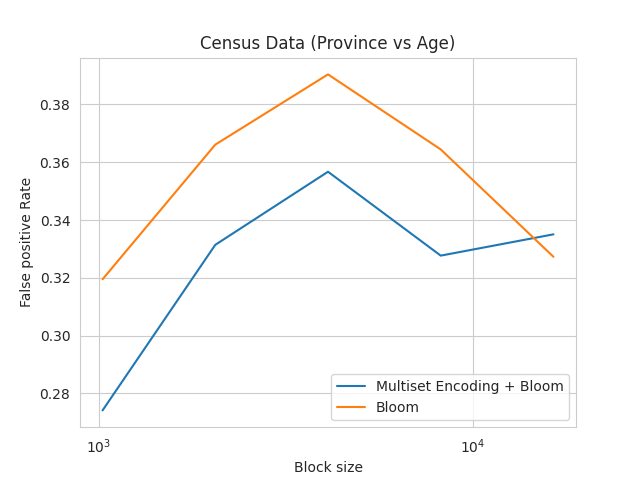 Census Data (Province vs Age)
False positive Rate
0.38
0.36
0.34
0.32
0.30
0.28
Multiset Encoding + Bloom
Bloom
10³
10⁴
Block size